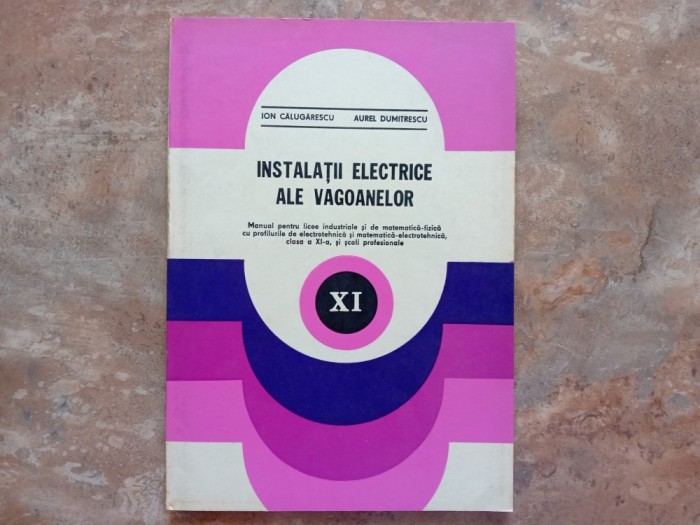 ION CĂLUGĂRESCU AUREL DUMITRESCU
INSTALAȚII ELECTRICE
ALE VAGOANELOR
Manual pentru licee industriale și de matematică-fizică
cu profilurile de electrotehnică și matematică-electrotehnică,
clasa a XI-a, și școli profesionale
XI